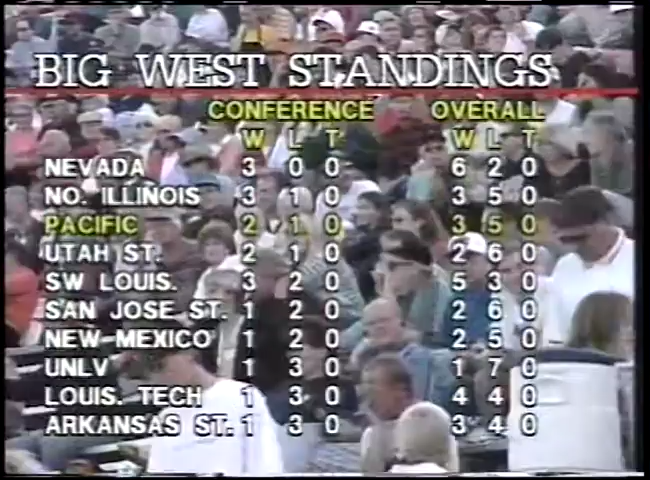 BIG WEST STANDINGS
CONFERENCE OVERALL
W L T W L T
NEVADA 3 0 0 6 2 0
NO. ILLINOIS 3 1 0 3 5 0
PACIFIC 2 1 0 3 5 0
UTAH ST. 2 1 0 2 6 0
SW LOUIS. 3 2 0 5 3 0
SAN JOSE ST. 1 2 0 2 6 0
NEW MEXICO 1 2 0 2 5 0
UNLV 1 3 0 1 7 0
LOUIS. TECH 1 3 0 4 4 0
ARKANSAS ST. 1 3 0 3 4 0